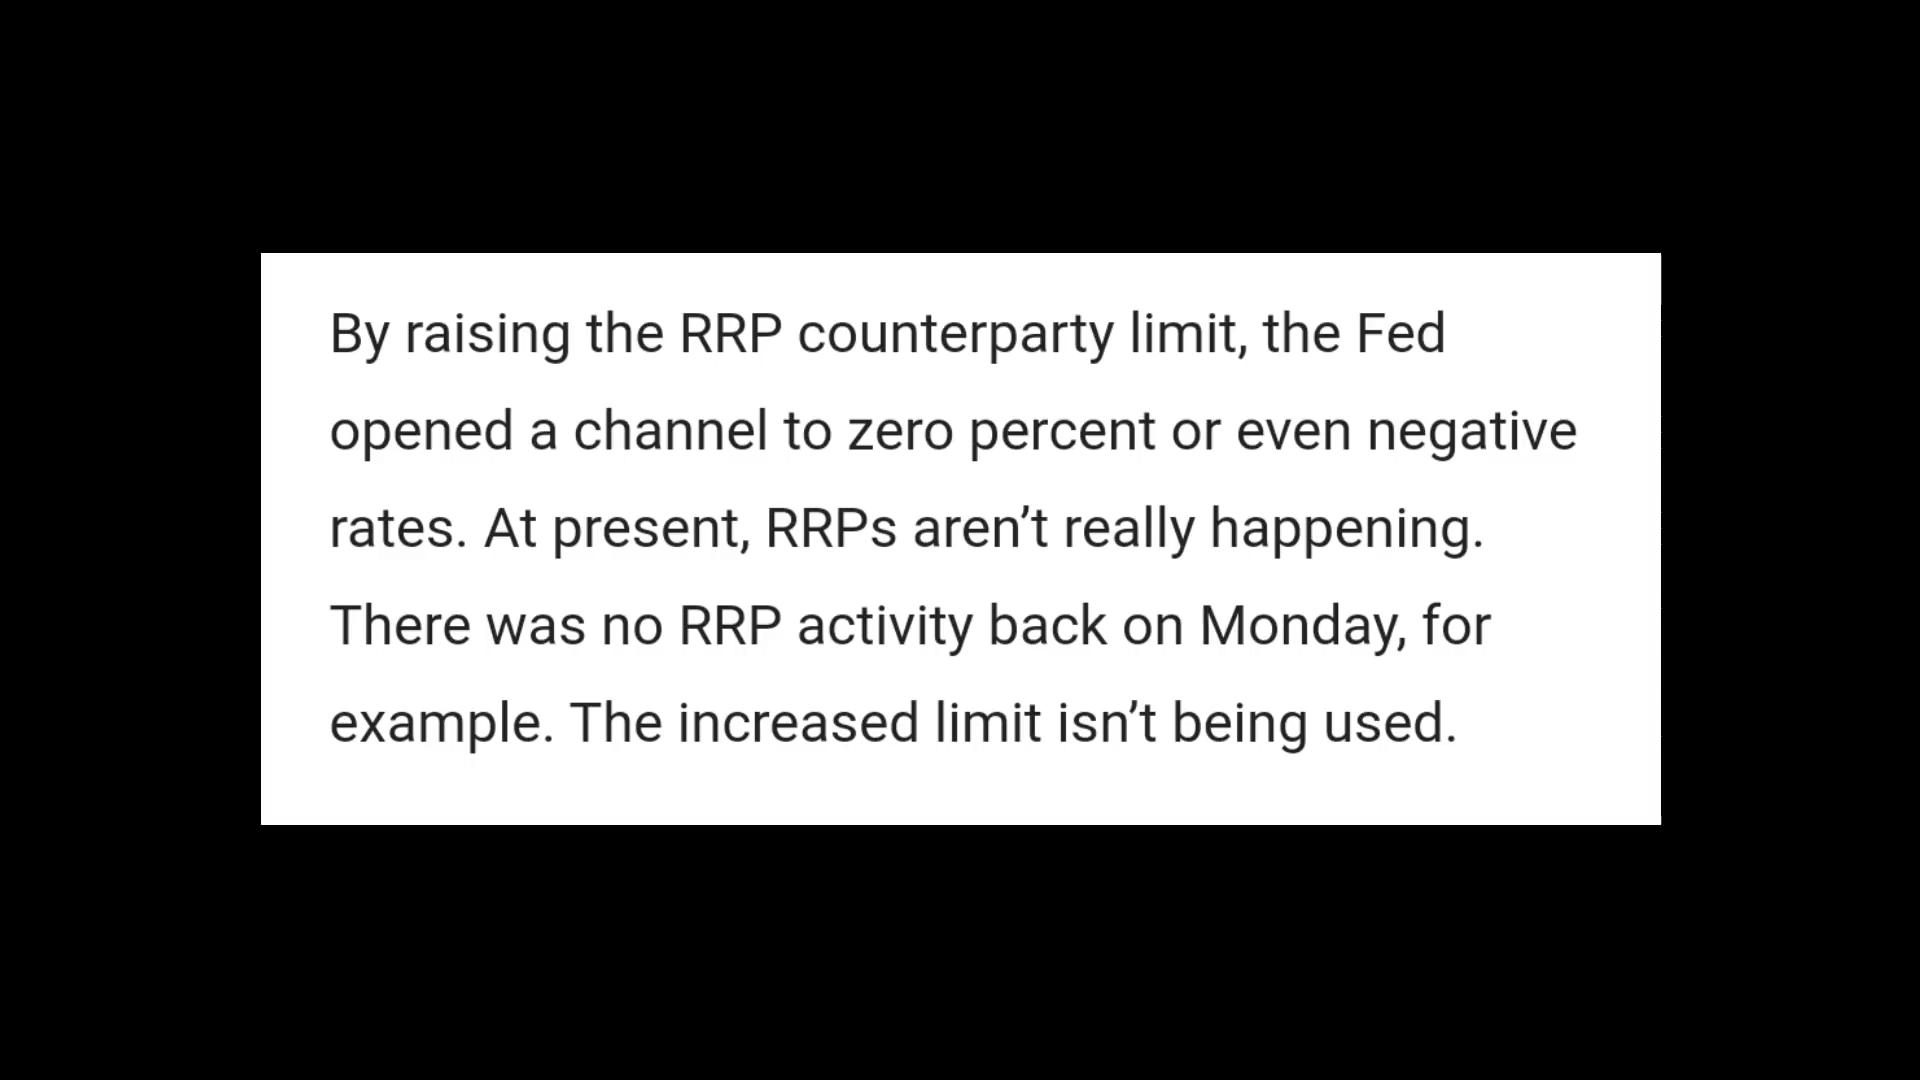 By raising the RRP counterparty limit, the Fed
opened a channel to zero percent or even negative
rates. At present, RRPs aren’t really happening.
There was no RRP activity back on Monday, for
example. The increased limit isn’t being used.